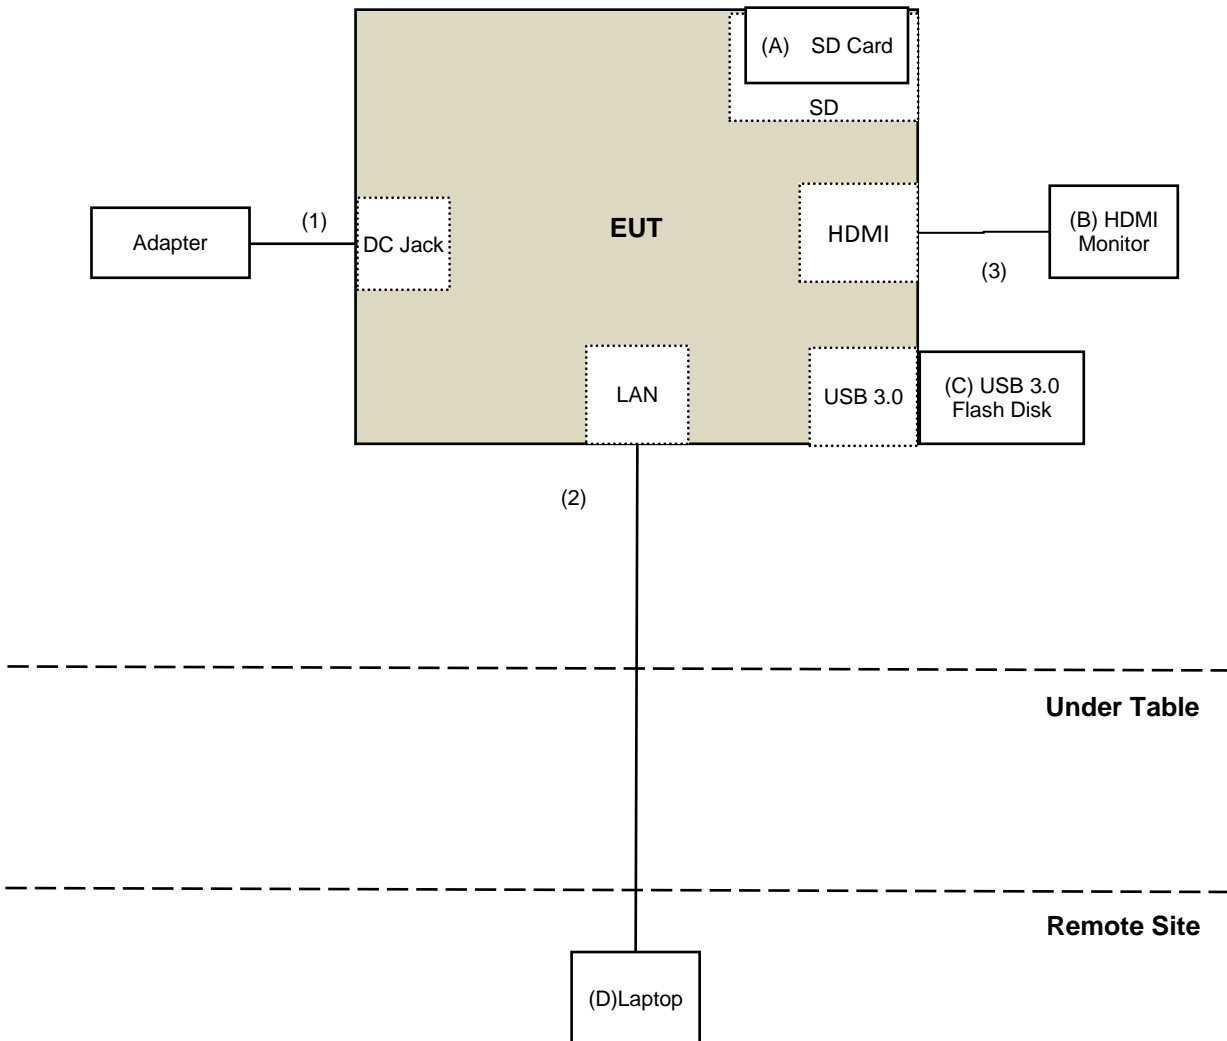 (A) SD Card
SD
Adapter
(1)
DC Jack
EUT
HDMI
(3)
(B) HDMI
Monitor
LAN
USB 3.0
(C) USB 3.0
Flash Disk
(2)
Under Table
Remote Site
(D)Laptop